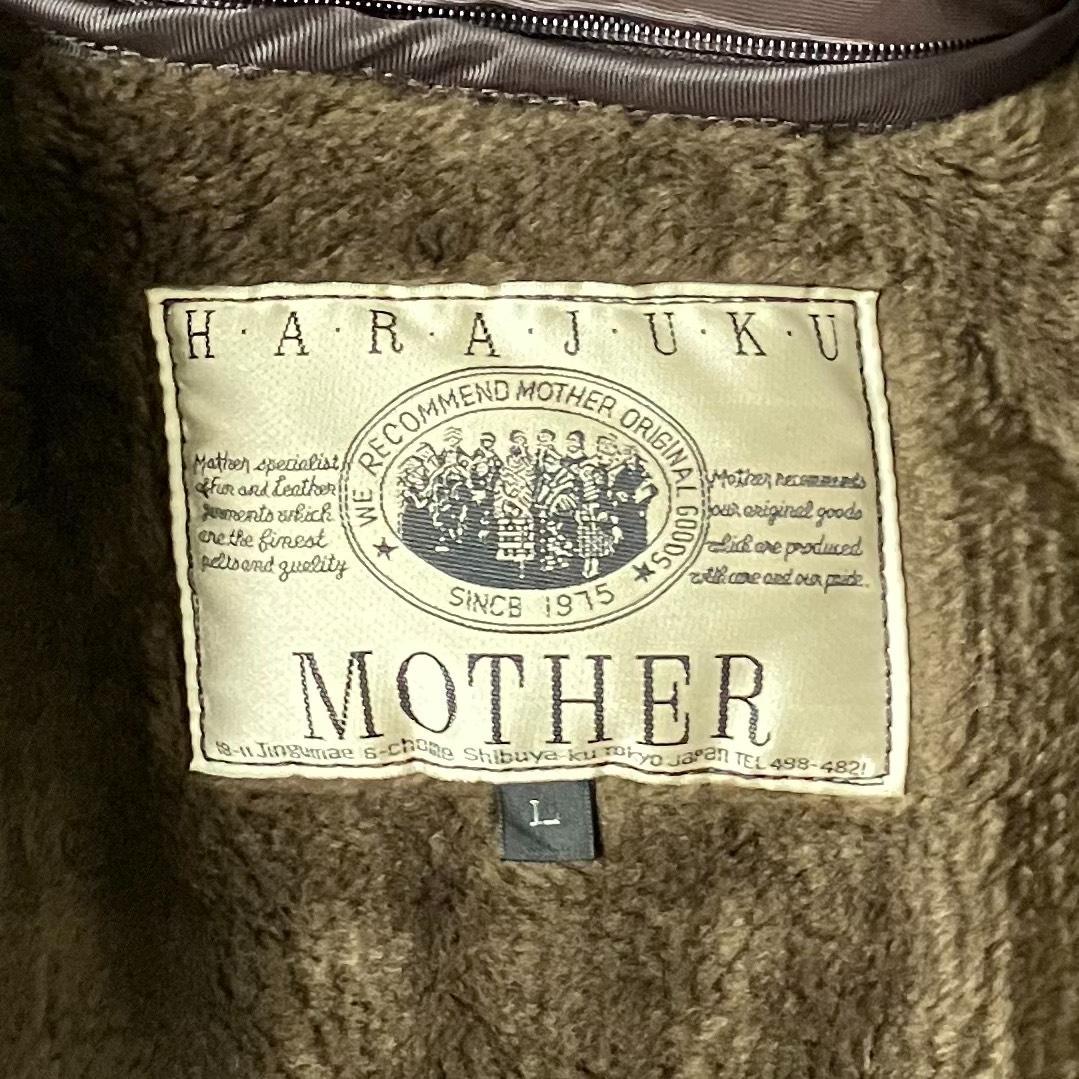 H·A·R·A·J·U·K·U
WE RECOMMEND MOTHER ORIGINAL GOODS
Mother specialist
of Fur and Leather
garments which
are the finest
pelts and quality
Mother recommends
our original goods
which are produced
with care and our pride.
SINCE 1975
MOTHER
18-11 Jingumae 6-chome Shibuya-ku Tokyo Japan TEL 498-4821
L